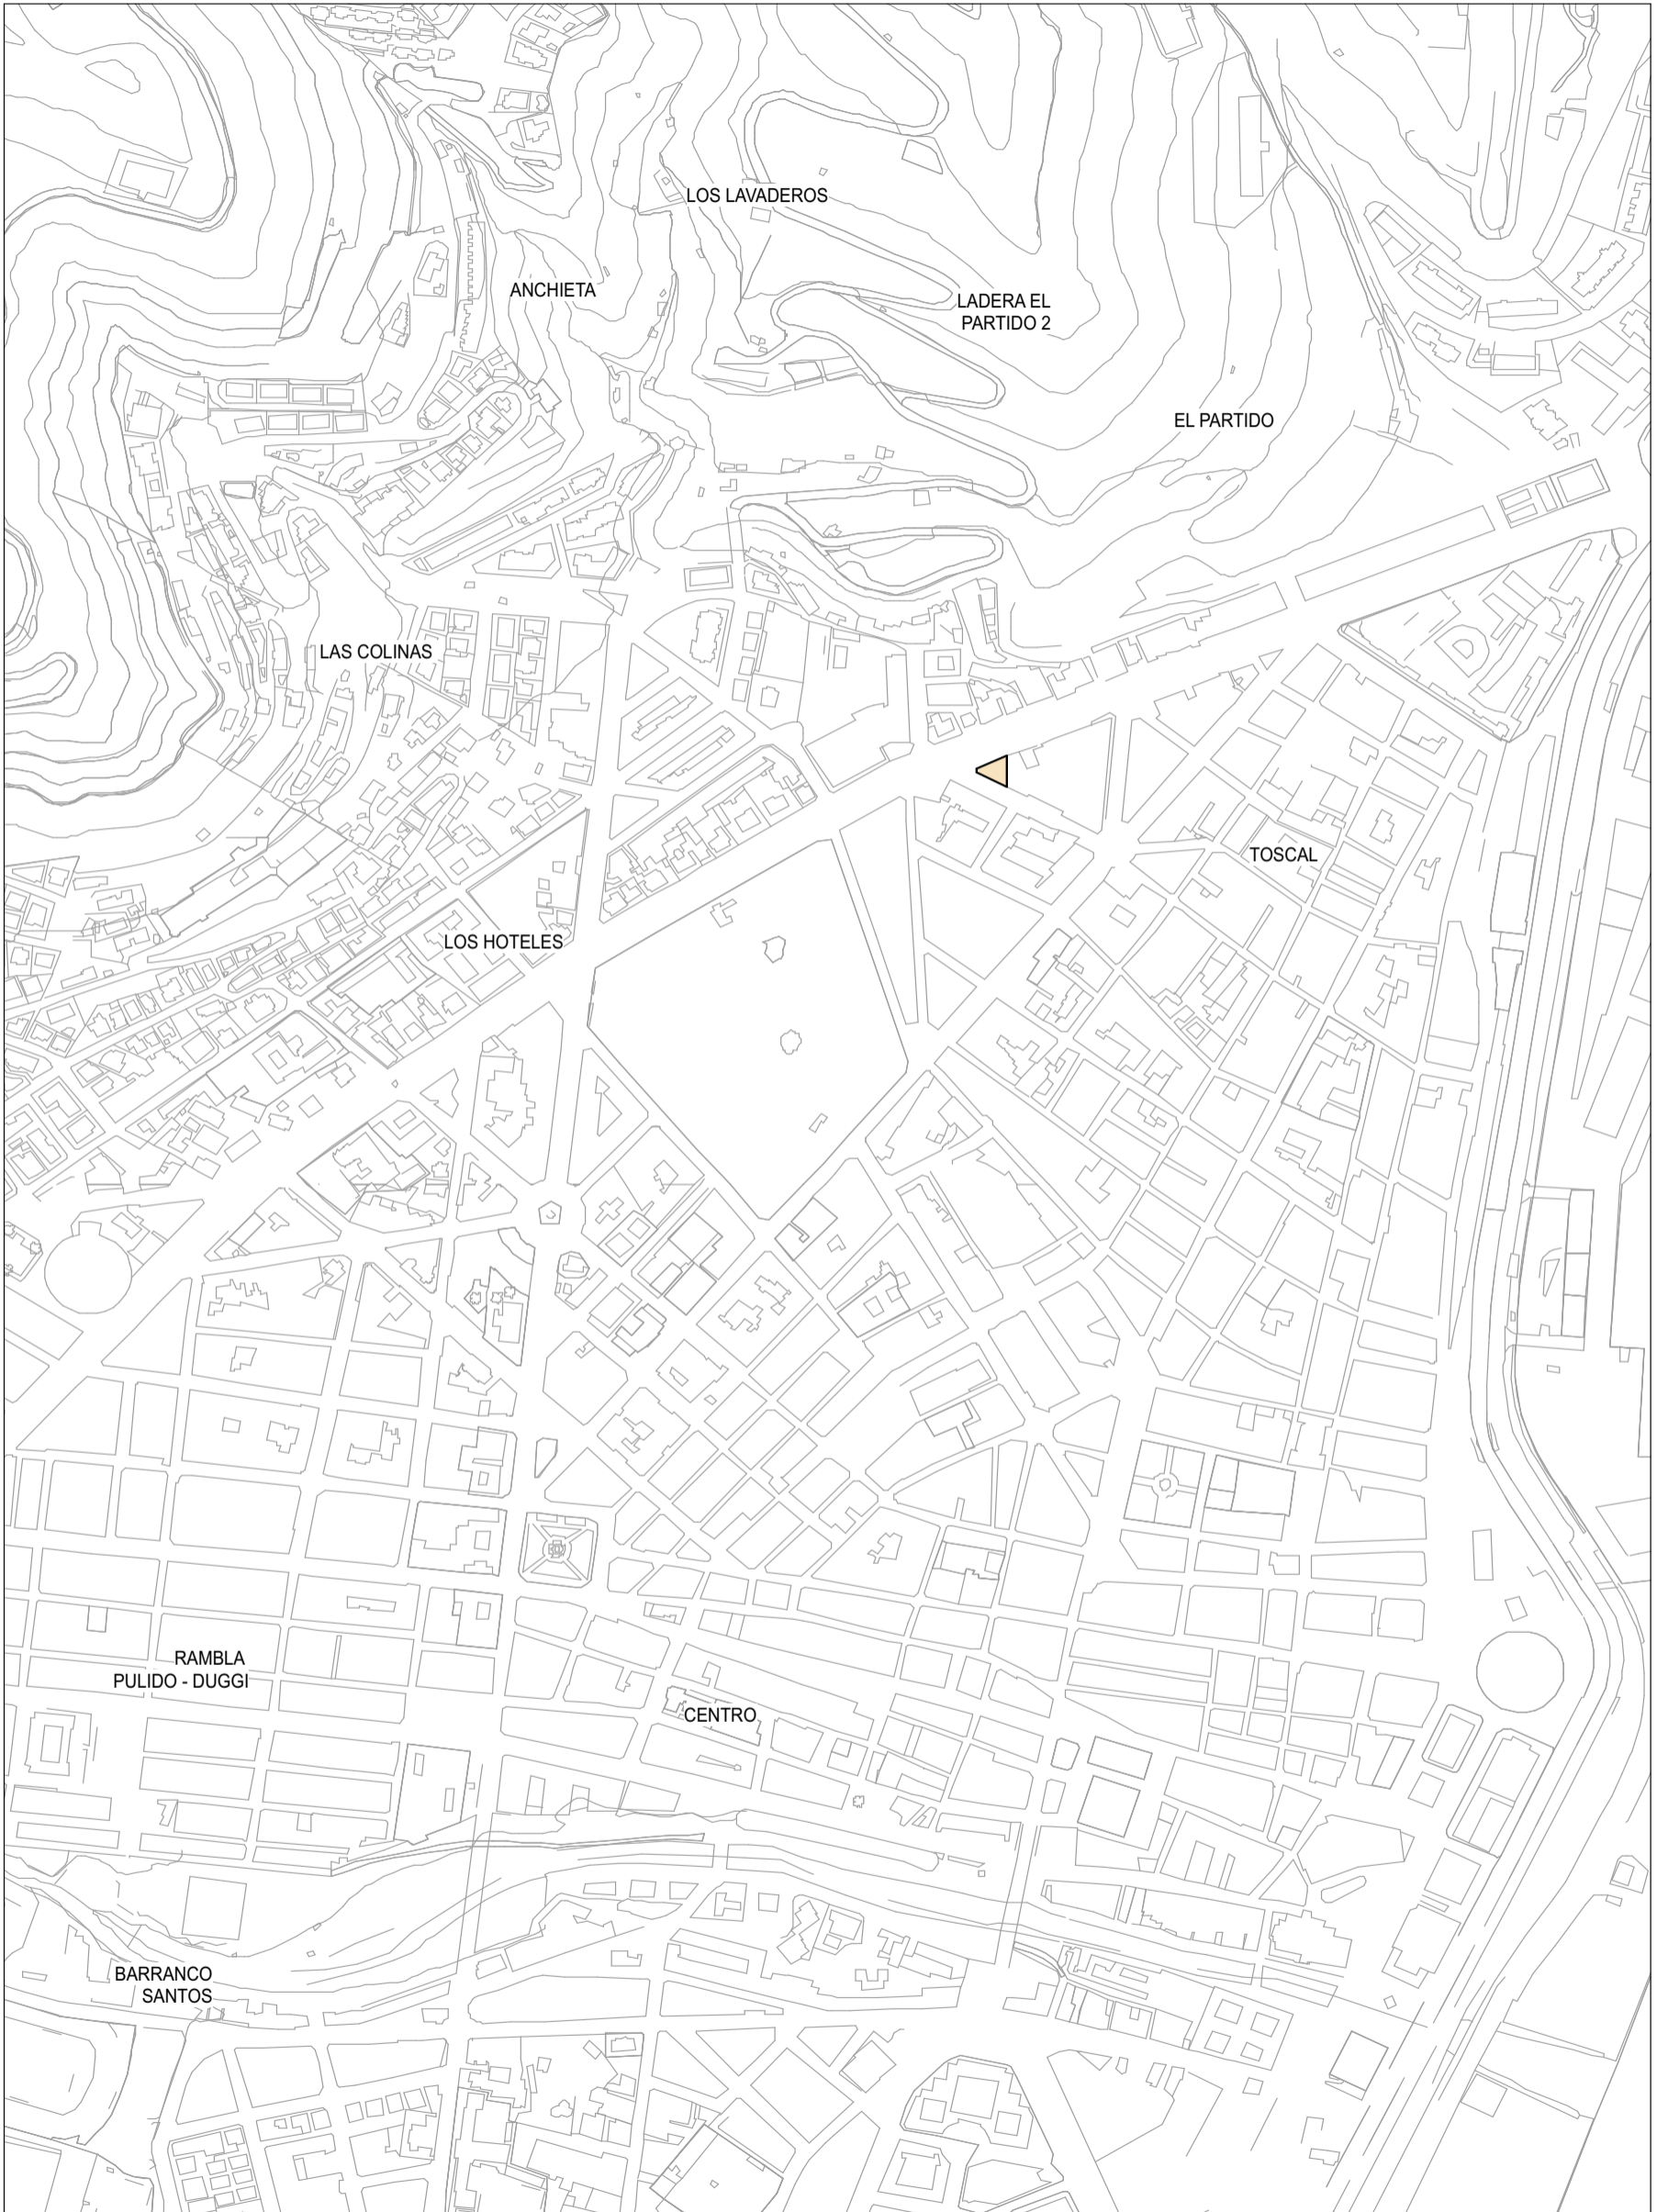 LOS LAVADEROS
ANCHIETA
LADERA EL
PARTIDO 2
EL PARTIDO
LAS COLINAS
TOSCAL
LOS HOTELES
RAMBLA
PULIDO - DUGGI
CENTRO
BARRANCO
SANTOS